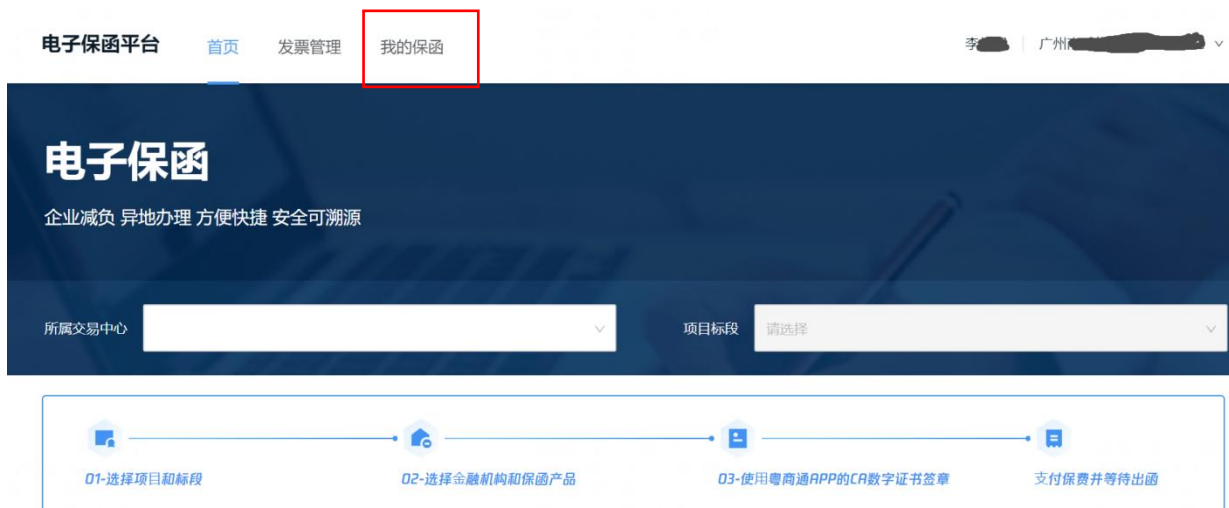 电子保函平台 首页 发票管理 我的保函 李 广州
电子保函
企业减负 异地办理 方便快捷 安全可溯源
所属交易中心 项目标段 请选择
01-选择项目和标段 02-选择金融机构和保函产品 03-使用粤商通APP的CA数字证书签章 支付保费并等待出函